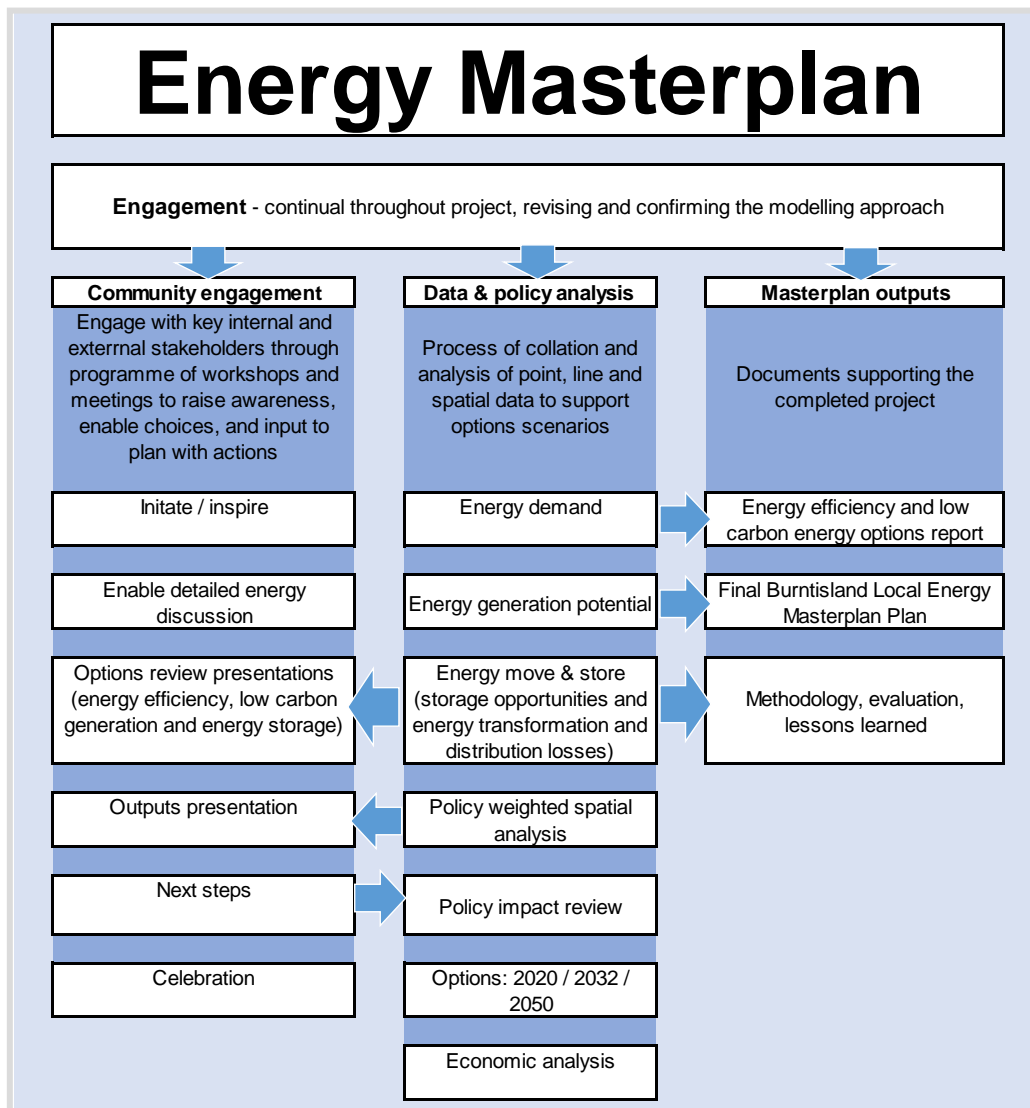 Energy Masterplan
Engagement - continual throughout project, revising and confirming the modelling approach
Community engagement
Engage with key internal and
exterrnal stakeholders through
programme of workshops and
meetings to raise awareness,
enable choices, and input to
plan with actions
Initate / inspire
Enable detailed energy
discussion
Options review presentations
(energy efficiency, low carbon
generation and energy storage)
Outputs presentation
Next steps
Celebration
Data & policy analysis
Process of collation and
analysis of point, line and
spatial data to support
options scenarios
Energy demand
Energy generation potential
Energy move & store
(storage opportunities and
energy transformation and
distribution losses)
Policy weighted spatial
analysis
Policy impact review
Options: 2020 / 2032 /
2050
Economic analysis
Masterplan outputs
Documents supporting the
completed project
Energy efficiency and low
carbon energy options report
Final Burntisland Local Energy
Masterplan Plan
Methodology, evaluation,
lessons learned